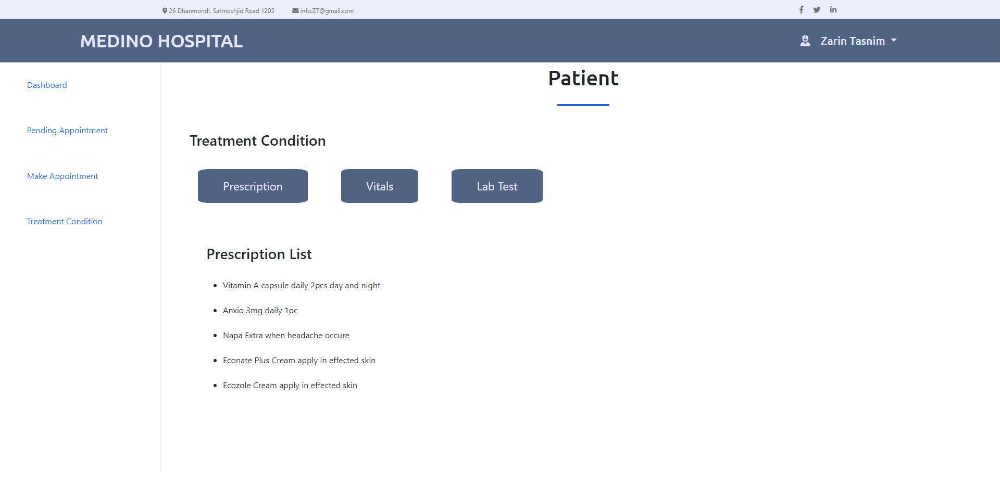 26 Dhanmondi, Satmoshjid Road 1205 info.ZT@gmail.com
MEDINO HOSPITAL
Zarin Tasnim
Dashboard
Pending Appointment
Make Appointment
Treatment Condition
Patient
Treatment Condition
Prescription Vitals Lab Test
Prescription List
Vitamin A capsule daily 2pcs day and night
Anxio 3mg daily 1pc
Napa Extra when headache occure
Econate Plus Cream apply in effected skin
Ecozole Cream apply in effected skin